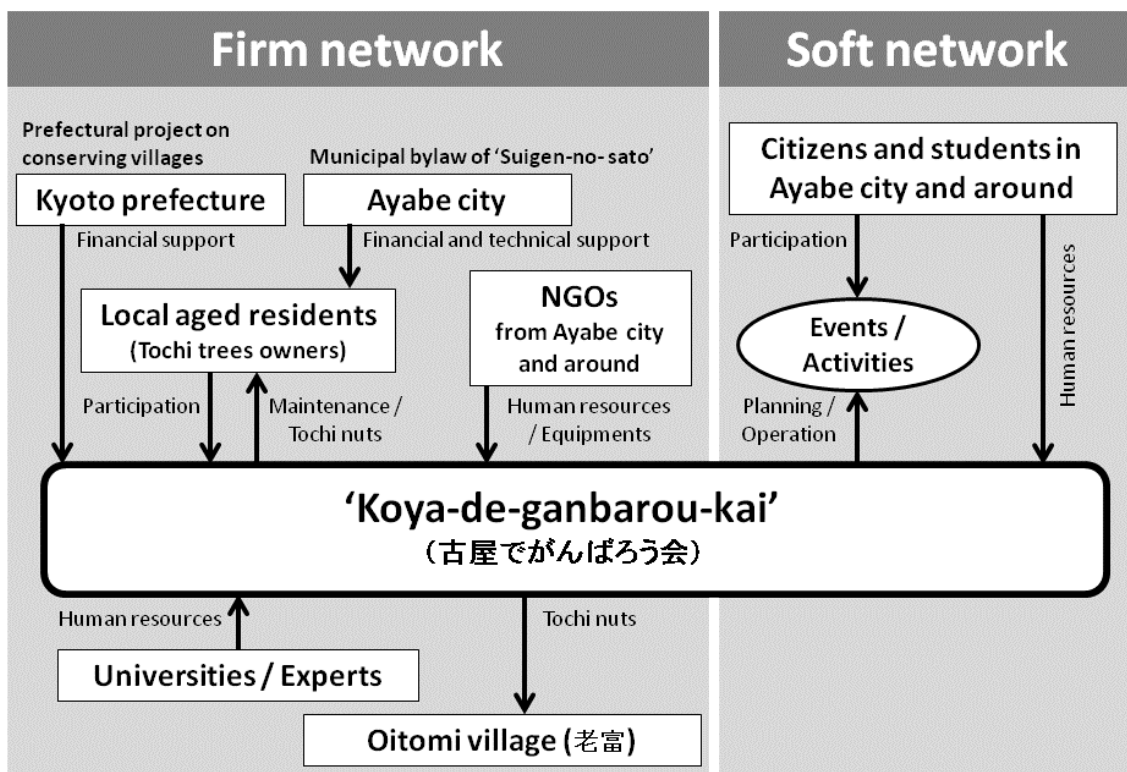 Firm network
Soft network
Prefectural project on
conserving villages
Kyoto prefecture
Financial support
Municipal bylaw of ‘Suigen-no- sato’
Ayabe city
Financial and technical support
Local aged residents
(Tochi trees owners)
Participation
Maintenance /
Tochi nuts
NGOs
from Ayabe city
and around
Human resources
/ Equipments
Citizens and students in
Ayabe city and around
Participation
Events /
Activities
Planning /
Operation
Human resources
‘Koya-de-ganbarou-kai’
（古屋でがんばろう会）
Human resources
Universities / Experts
Tochi nuts
Oitomi village (老富)